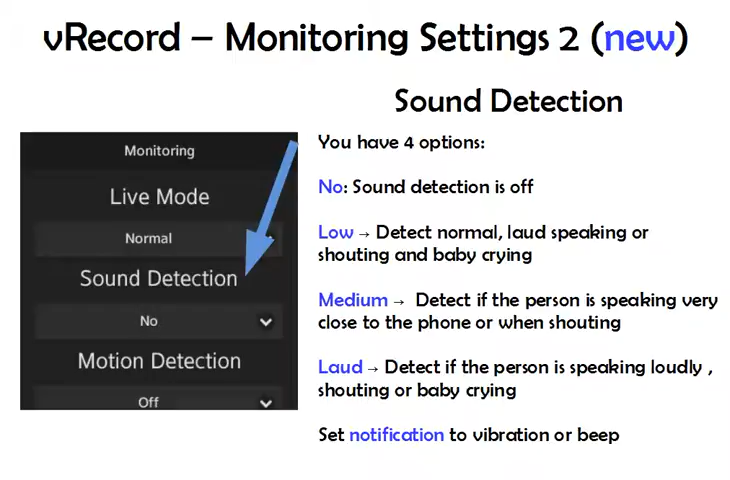 vRecord – Monitoring Settings 2 (new)
Sound Detection
You have 4 options:
No: Sound detection is off
Low → Detect normal, laud speaking or
shouting and baby crying
Medium → Detect if the person is speaking very
close to the phone or when shouting
Laud → Detect if the person is speaking loudly ,
shouting or baby crying
Set notification to vibration or beep
Monitoring
Live Mode
Normal
Sound Detection
No
Motion Detection
Off